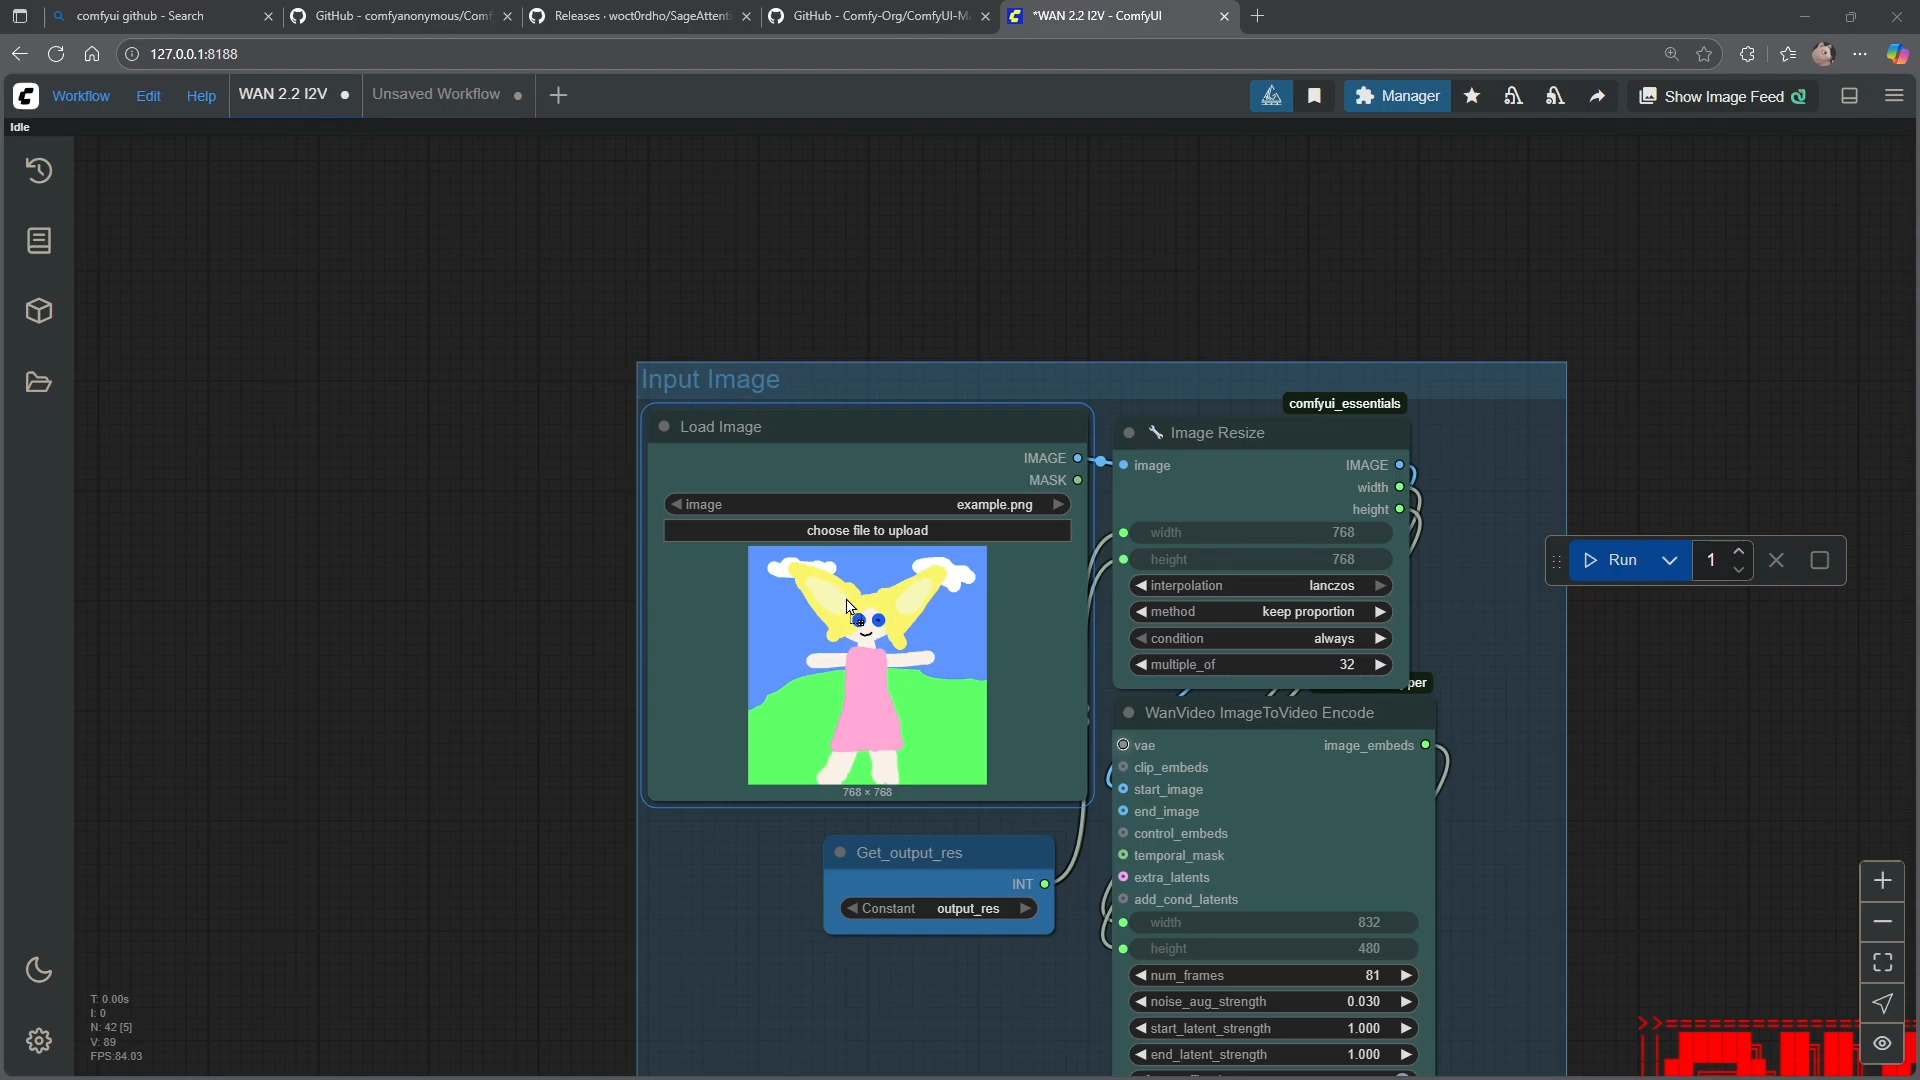 comfyui github - Search
GitHub - comfyanonymous/Comf
Releases · woct0rdho/SageAttenti
GitHub - Comfy-Org/ComfyUI-Ma
*WAN 2.2 I2V - ComfyUI
127.0.0.1:8188
Workflow
Edit
Help
WAN 2.2 I2V
Unsaved Workflow
Manager
Show Image Feed
Idle
Input Image
comfyui_essentials
Load Image
IMAGE
MASK
image example.png
choose file to upload
768 × 768
Image Resize
image IMAGE
width
height
width 768
height 768
interpolation lanczos
method keep proportion
condition always
multiple_of 32
Run
1
per
WanVideo ImageToVideo Encode
vae image_embeds
clip_embeds
start_image
end_image
control_embeds
temporal_mask
extra_latents
add_cond_latents
width 832
height 480
num_frames 81
noise_aug_strength 0.030
start_latent_strength 1.000
end_latent_strength 1.000
Get_output_res
INT
Constant output_res
T: 0.00s
I: 0
N: 42 [5]
V: 89
FPS:84.03